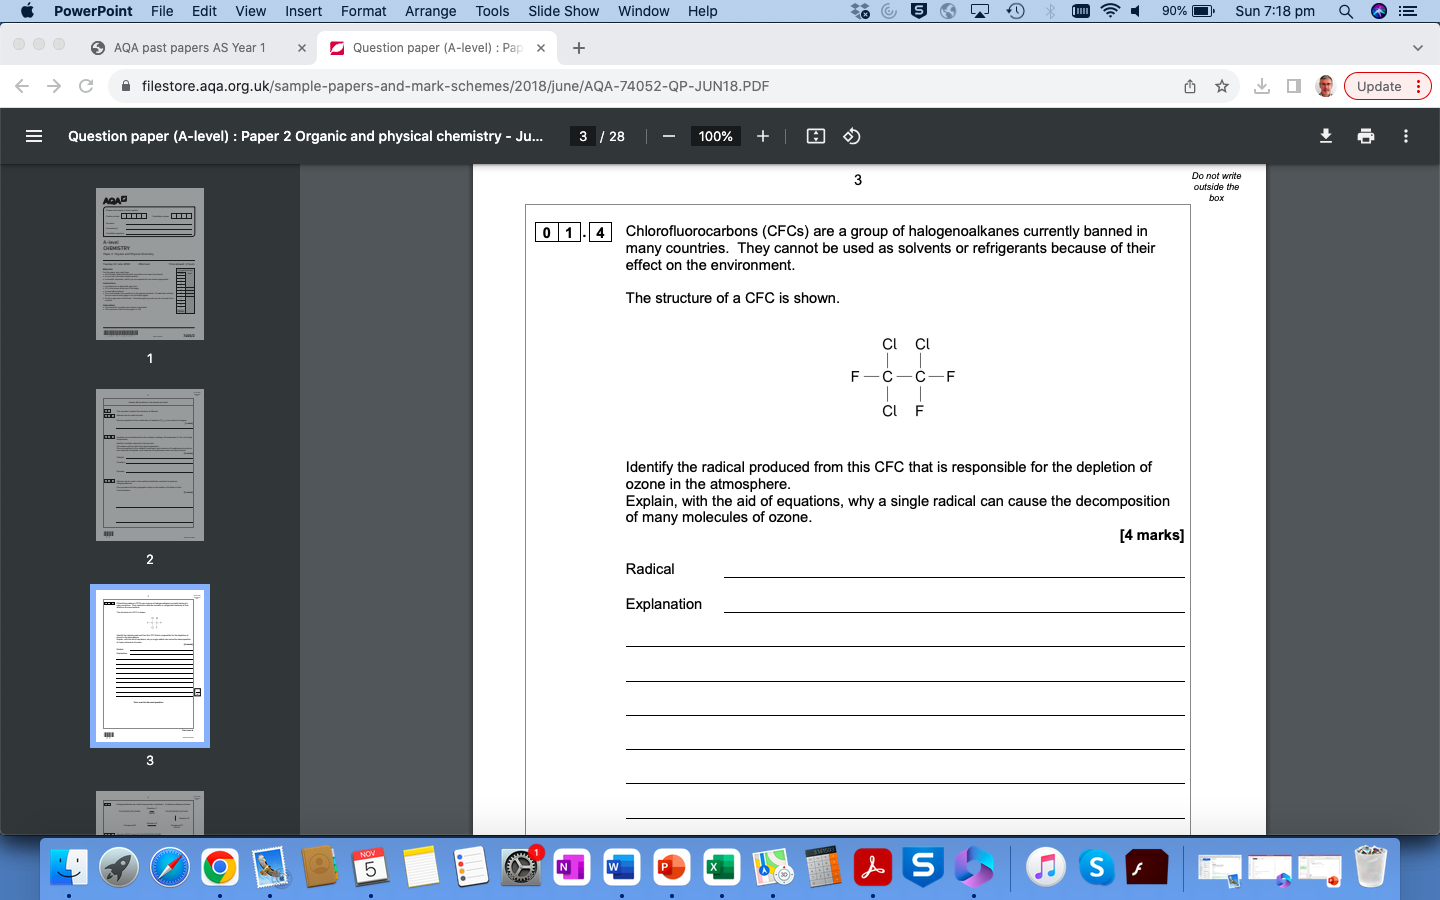 PowerPoint File Edit View Insert Format Arrange Tools Slide Show Window Help 90% Sun 7:18 pm
AQA past papers AS Year 1 Question paper (A-level) : Pap
filestore.aqa.org.uk/sample-papers-and-mark-schemes/2018/june/AQA-74052-QP-JUN18.PDF Update
Question paper (A-level) : Paper 2 Organic and physical chemistry - Ju... 3 / 28 100%
AQA
A-level
CHEMISTRY
1
2
3
3
Do not write
outside the
box
0 1 . 4 Chlorofluorocarbons (CFCs) are a group of halogenoalkanes currently banned in
many countries. They cannot be used as solvents or refrigerants because of their
effect on the environment.
The structure of a CFC is shown.
Cl Cl
F C C F
Cl F
Identify the radical produced from this CFC that is responsible for the depletion of
ozone in the atmosphere.
Explain, with the aid of equations, why a single radical can cause the decomposition
of many molecules of ozone.
[4 marks]
Radical
Explanation
NOV
5
1
N
W
P
X
3D
S
S